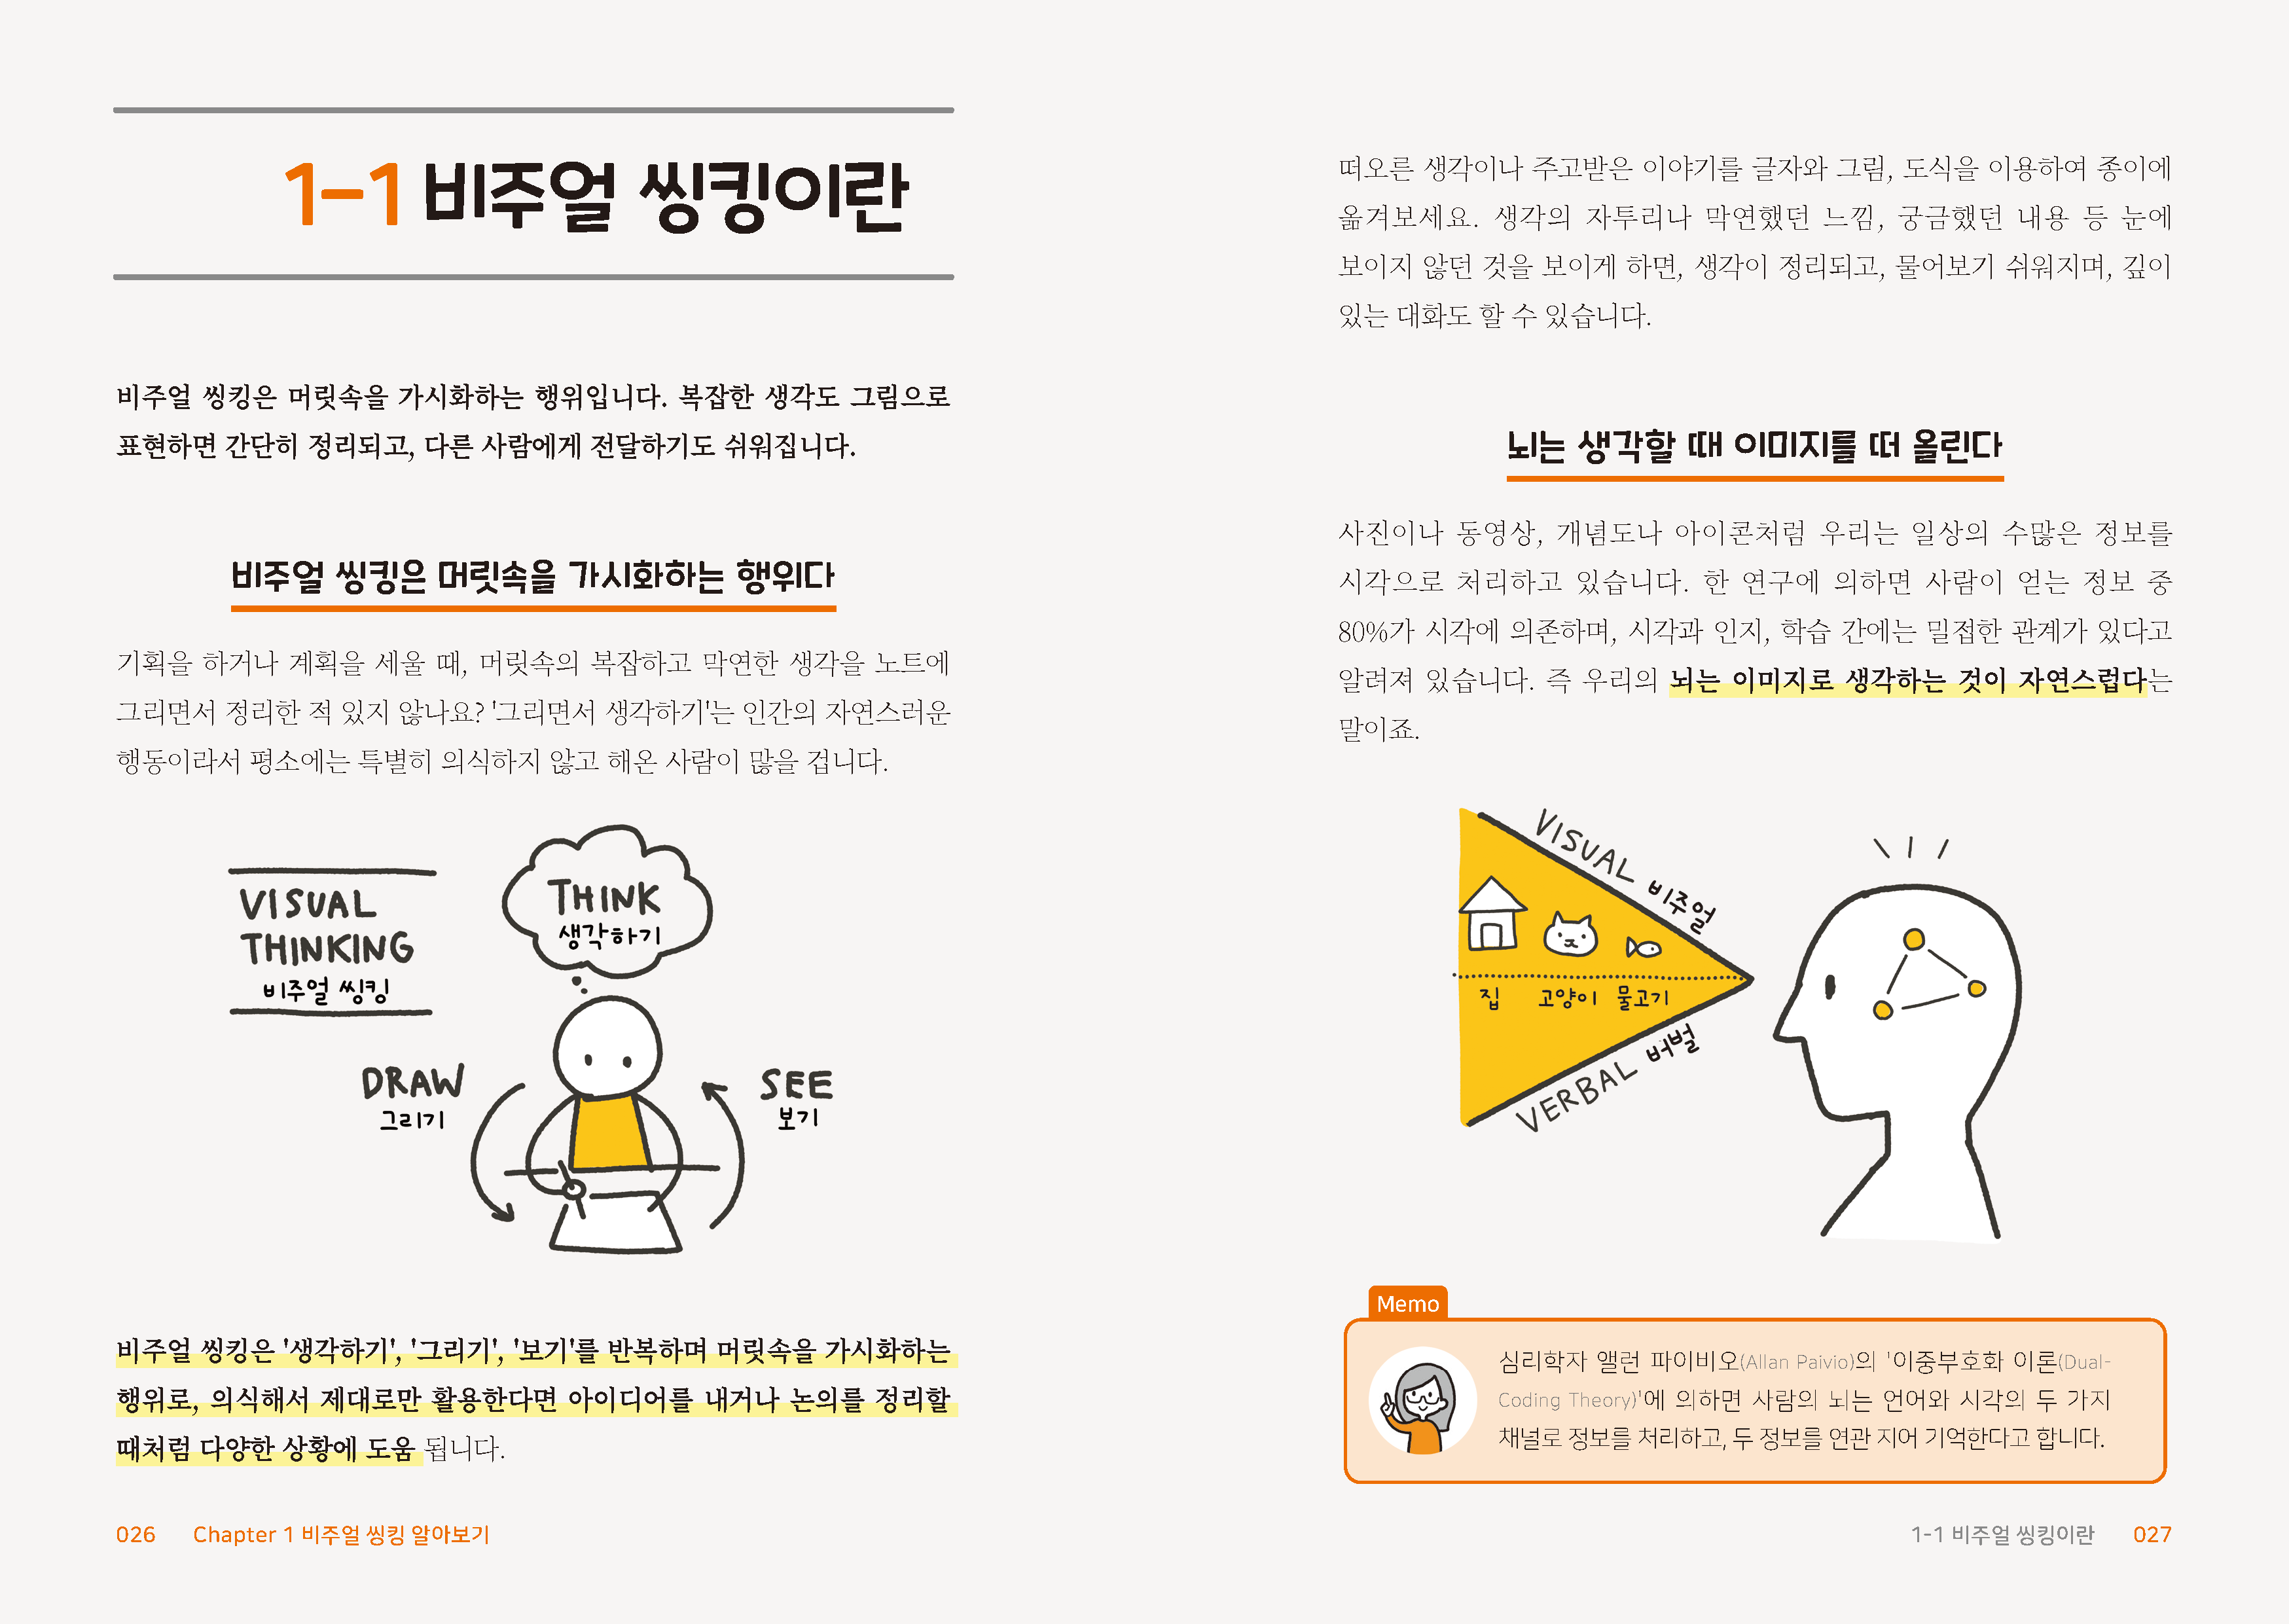 1-1 비주얼 씽킹이란
비주얼 씽킹은 머릿속을 가시화하는 행위입니다. 복잡한 생각도 그림으로
표현하면 간단히 정리되고, 다른 사람에게 전달하기도 쉬워집니다.
비주얼 씽킹은 머릿속을 가시화하는 행위다
기획을 하거나 계획을 세울 때, 머릿속의 복잡하고 막연한 생각을 노트에
그리면서 정리한 적 있지 않나요? '그리면서 생각하기'는 인간의 자연스러운
행동이라서 평소에는 특별히 의식하지 않고 해온 사람이 많을 겁니다.
VISUAL
THINKING
비주얼 씽킹
THINK
생각하기
DRAW
그리기
SEE
보기
비주얼 씽킹은 '생각하기', '그리기', '보기'를 반복하며 머릿속을 가시화하는
행위로, 의식해서 제대로만 활용한다면 아이디어를 내거나 논의를 정리할
때처럼 다양한 상황에 도움 됩니다.
026 Chapter 1 비주얼 씽킹 알아보기
떠오른 생각이나 주고받은 이야기를 글자와 그림, 도식을 이용하여 종이에
옮겨보세요. 생각의 자투리나 막연했던 느낌, 궁금했던 내용 등 눈에
보이지 않던 것을 보이게 하면, 생각이 정리되고, 물어보기 쉬워지며, 깊이
있는 대화도 할 수 있습니다.
뇌는 생각할 때 이미지를 떠 올린다
사진이나 동영상, 개념도나 아이콘처럼 우리는 일상의 수많은 정보를
시각으로 처리하고 있습니다. 한 연구에 의하면 사람이 얻는 정보 중
80%가 시각에 의존하며, 시각과 인지, 학습 간에는 밀접한 관계가 있다고
알려져 있습니다. 즉 우리의 뇌는 이미지로 생각하는 것이 자연스럽다는
말이죠.
VISUAL 비주얼
집 고양이 물고기
VERBAL 버벌
Memo
심리학자 앨런 파이비오(Allan Paivio)의 '이중부호화 이론(Dual-
Coding Theory)'에 의하면 사람의 뇌는 언어와 시각의 두 가지
채널로 정보를 처리하고, 두 정보를 연관 지어 기억한다고 합니다.
1-1 비주얼 씽킹이란 027